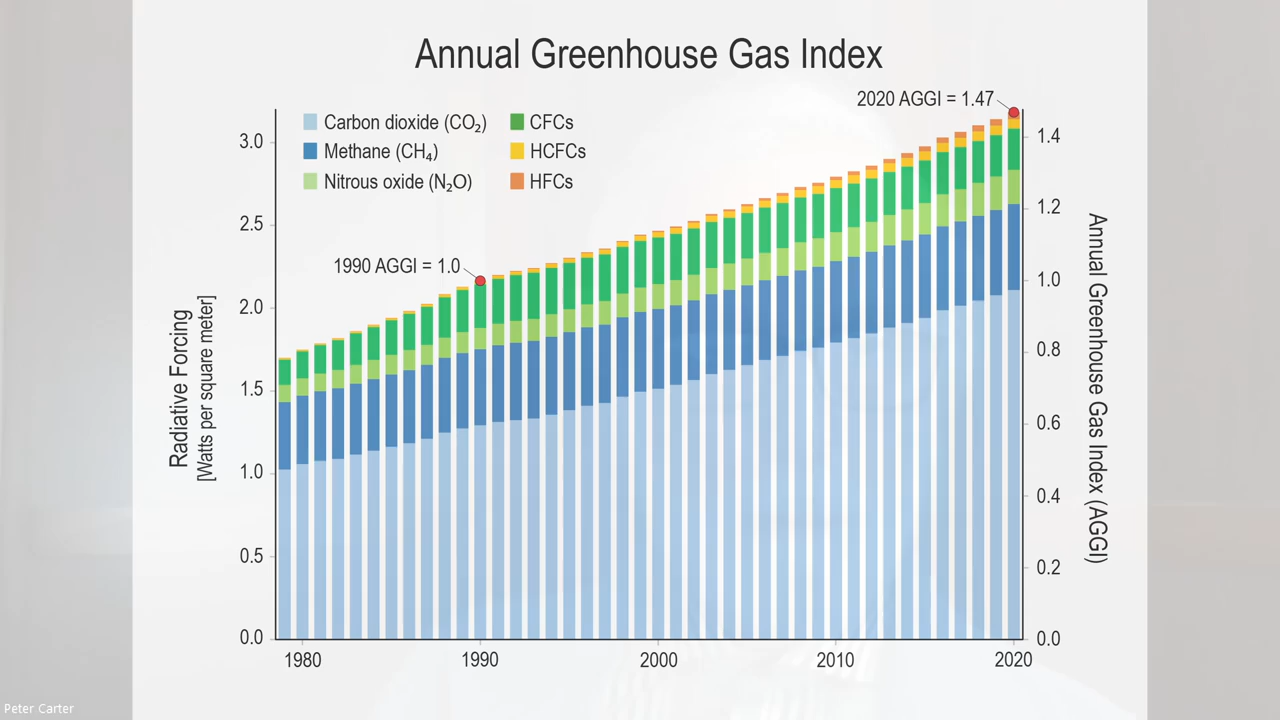 Annual Greenhouse Gas Index
2020 AGGI = 1.47
Carbon dioxide (CO₂)
Methane (CH₄)
Nitrous oxide (N₂O)
CFCs
HCFCs
HFCs
1990 AGGI = 1.0
Radiative Forcing
[Watts per square meter]
3.0
2.5
2.0
1.5
1.0
0.5
0.0
1.4
1.2
1.0
0.8
0.6
0.4
0.2
0.0
Annual Greenhouse Gas Index (AGGI)
1980
1990
2000
2010
2020
Peter Carter